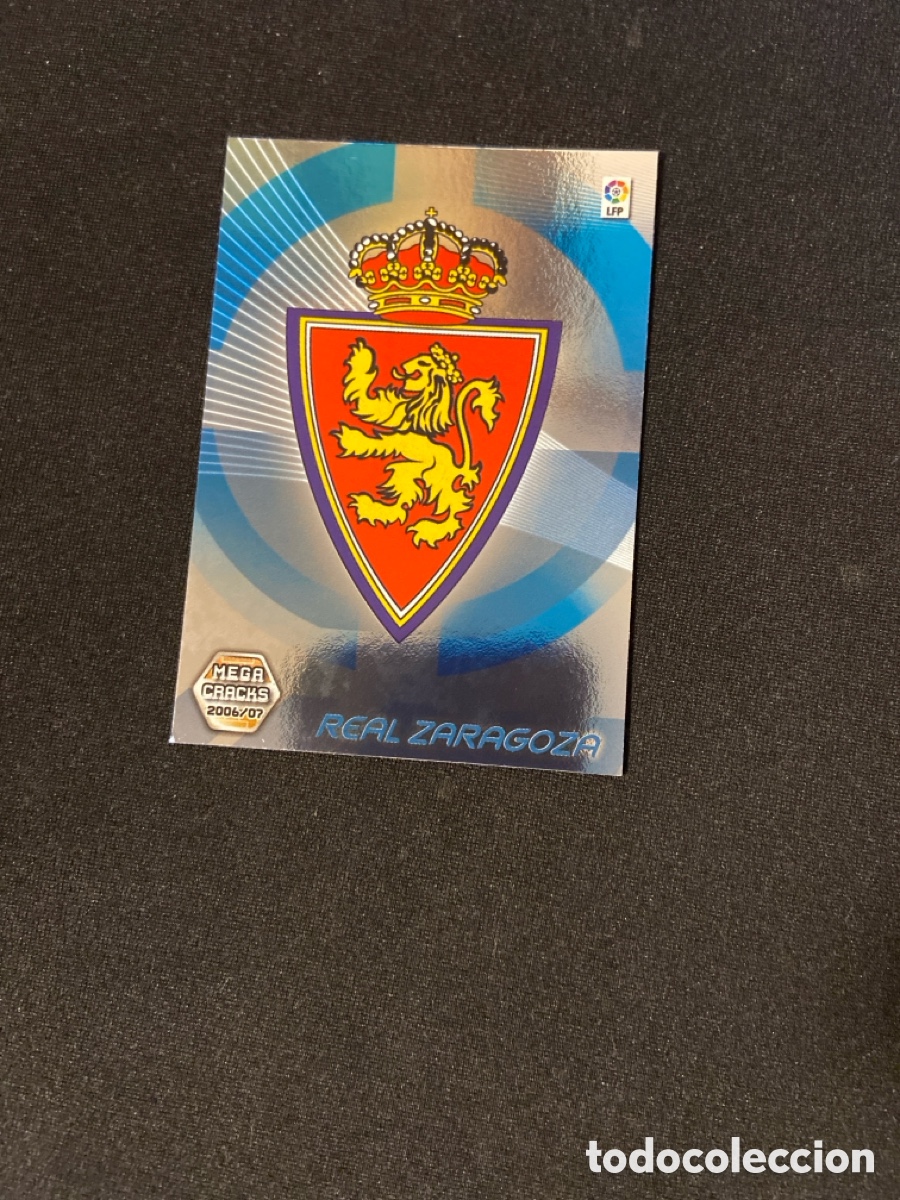 LFP
MEGA
CRACKS
2006/07
REAL ZARAGOZA
todocoleccion